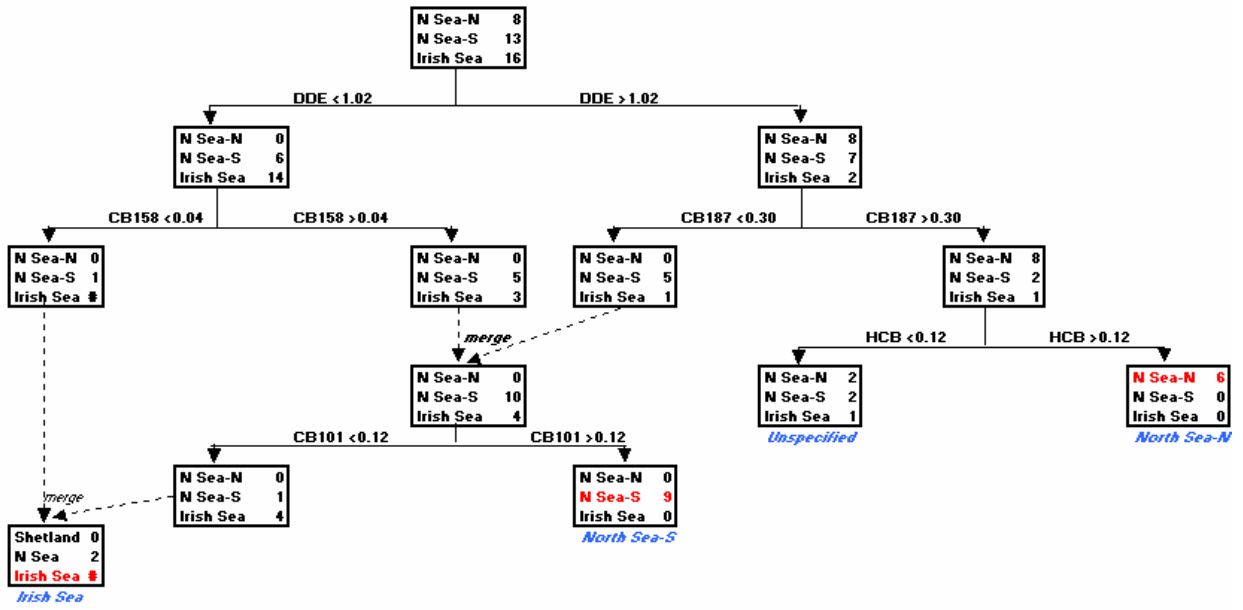 N Sea-N 8
N Sea-S 13
Irish Sea 16
DDE <1.02
DDE >1.02
N Sea-N 0
N Sea-S 6
Irish Sea 14
N Sea-N 8
N Sea-S 7
Irish Sea 2
CB158 <0.04
CB158 >0.04
CB187 <0.30
CB187 >0.30
N Sea-N 0
N Sea-S 1
Irish Sea #
N Sea-N 0
N Sea-S 5
Irish Sea 3
N Sea-N 0
N Sea-S 5
Irish Sea 1
N Sea-N 8
N Sea-S 2
Irish Sea 1
merge
HCB <0.12
HCB >0.12
N Sea-N 0
N Sea-S 10
Irish Sea 4
N Sea-N 2
N Sea-S 2
Irish Sea 1
Unspecified
N Sea-N 6
N Sea-S 0
Irish Sea 0
North Sea-N
CB101 <0.12
CB101 >0.12
N Sea-N 0
N Sea-S 1
Irish Sea 4
N Sea-N 0
N Sea-S 9
Irish Sea 0
North Sea-S
merge
Shetland 0
N Sea 2
Irish Sea #
Irish Sea